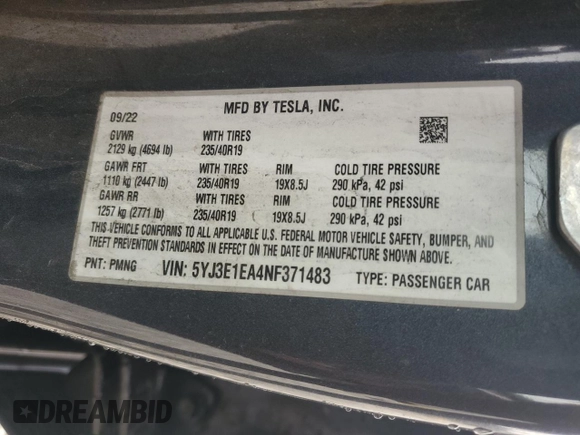 MFD BY TESLA, INC.
09/22
GVWR WITH TIRES
2129 kg (4694 lb) 235/40R19
GAWR FRT WITH TIRES RIM COLD TIRE PRESSURE
1110 kg (2447 lb) 235/40R19 19X8.5J 290 kPa, 42 psi
GAWR RR WITH TIRES RIM COLD TIRE PRESSURE
1257 kg (2771 lb) 235/40R19 19X8.5J 290 kPa, 42 psi
THIS VEHICLE CONFORMS TO ALL APPLICABLE U.S. FEDERAL MOTOR VEHICLE SAFETY, BUMPER, AND
THEFT PREVENTION STANDARDS IN EFFECT ON THE DATE OF MANUFACTURE SHOWN ABOVE.
PNT: PMNG VIN: 5YJ3E1EA4NF371483 TYPE: PASSENGER CAR
DREAMBID